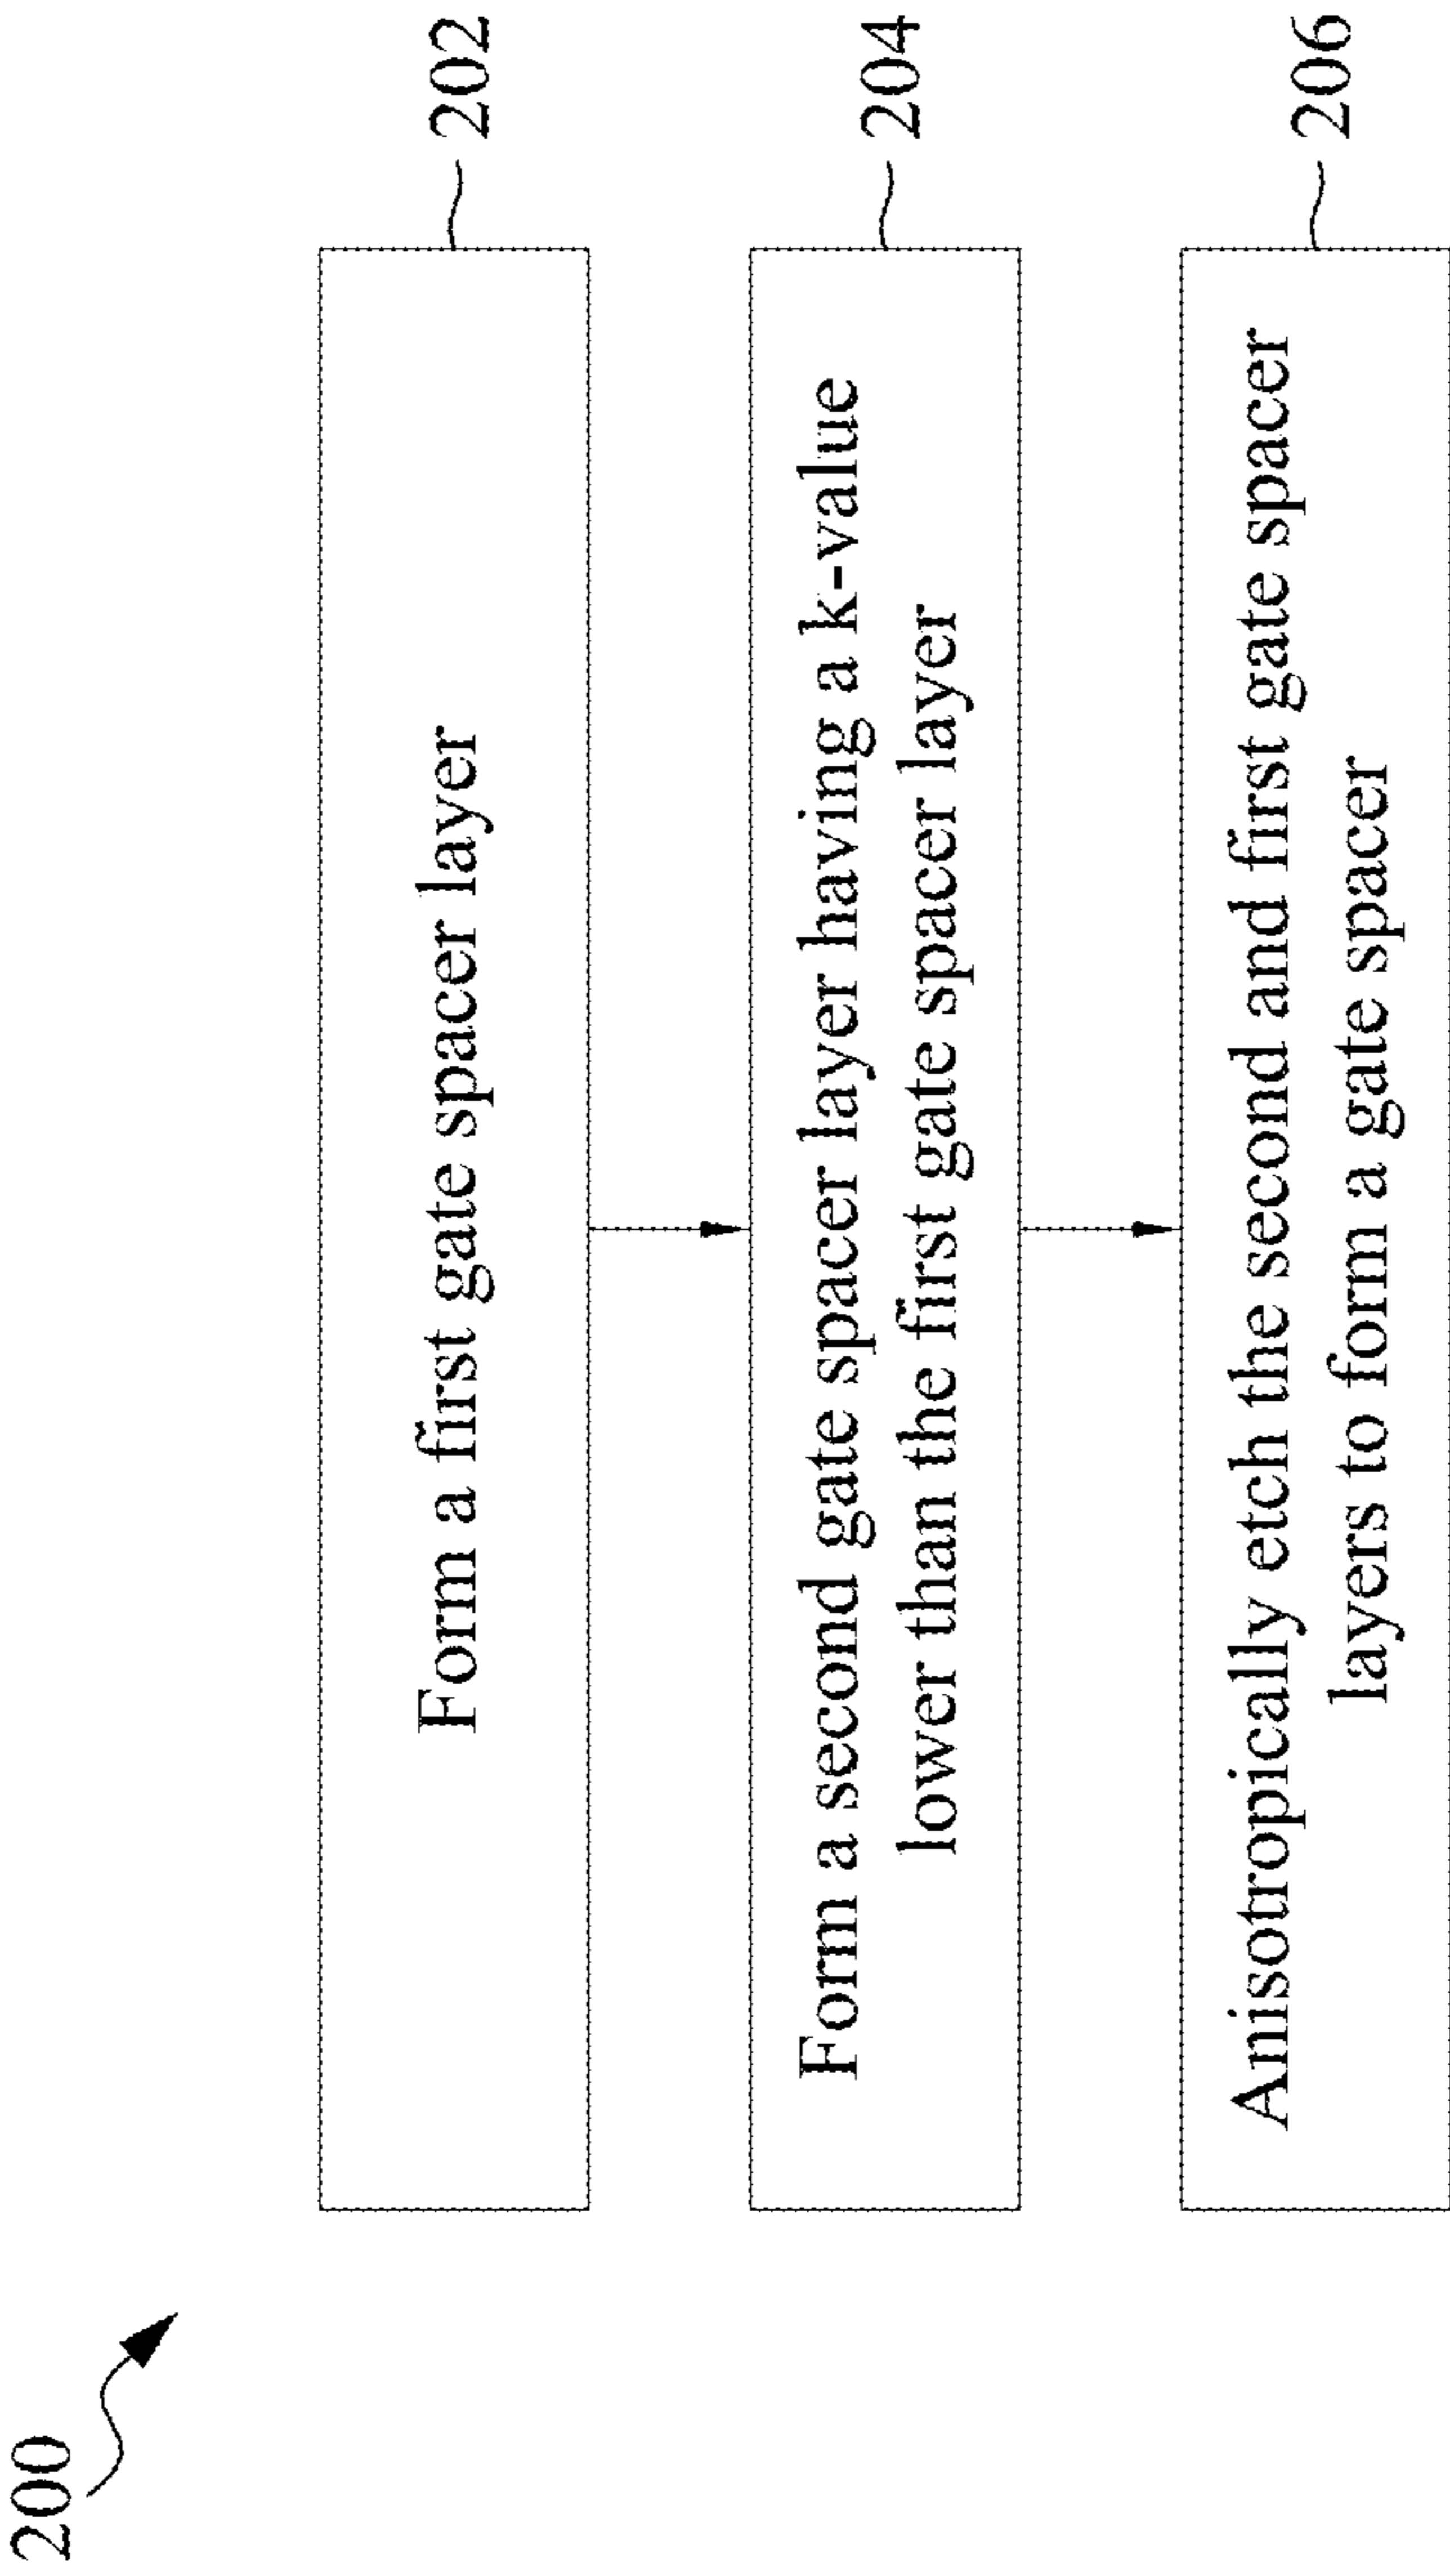 200
Form a first gate spacer layer
202
Form a second gate spacer layer having a k-value
lower than the first gate spacer layer
204
Anisotropically etch the second and first gate spacer
layers to form a gate spacer
206